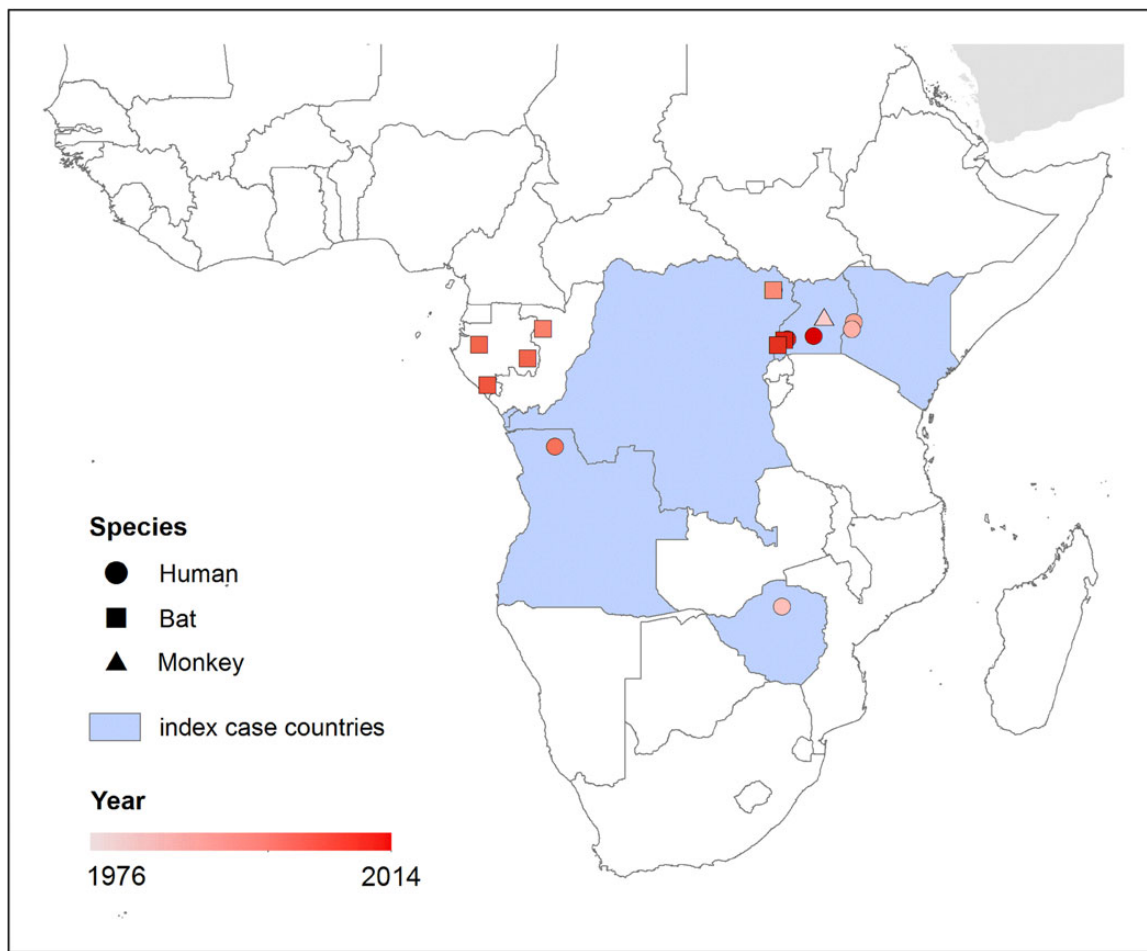 Species
Human
Bat
Monkey
index case countries
Year
1976
2014